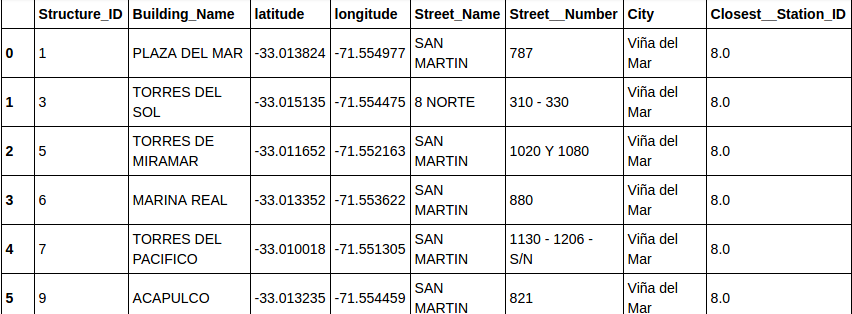 Structure_ID Building_Name latitude longitude Street_Name Street__Number City Closest__Station_ID
0 1 PLAZA DEL MAR -33.013824 -71.554977 SAN MARTIN 787 Viña del Mar 8.0
1 3 TORRES DEL SOL -33.015135 -71.554475 8 NORTE 310 - 330 Viña del Mar 8.0
2 5 TORRES DE MIRAMAR -33.011652 -71.552163 SAN MARTIN 1020 Y 1080 Viña del Mar 8.0
3 6 MARINA REAL -33.013352 -71.553622 SAN MARTIN 880 Viña del Mar 8.0
4 7 TORRES DEL PACIFICO -33.010018 -71.551305 SAN MARTIN 1130 - 1206 - S/N Viña del Mar 8.0
5 9 ACAPULCO -33.013235 -71.554459 SAN MARTIN 821 Viña del Mar 8.0